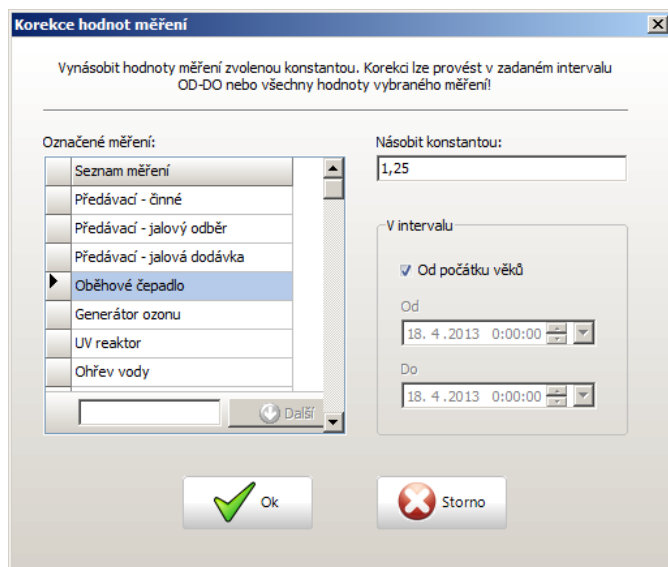 Korekce hodnot měření
Vynásobit hodnoty měření zvolenou konstantou. Korekci lze provést v zadaném intervalu
OD-DO nebo všechny hodnoty vybraného měření!
Označené měření:
Seznam měření
Předávací - činné
Předávací - jalový odběr
Předávací - jalová dodávka
Oběhové čepadlo
Generátor ozonu
UV reaktor
Ohřev vody
Další
Násobit konstantou:
1,25
V intervalu
Od počátku věků
Od
18. 4 .2013 0:00:00
Do
18. 4 .2013 0:00:00
Ok
Storno